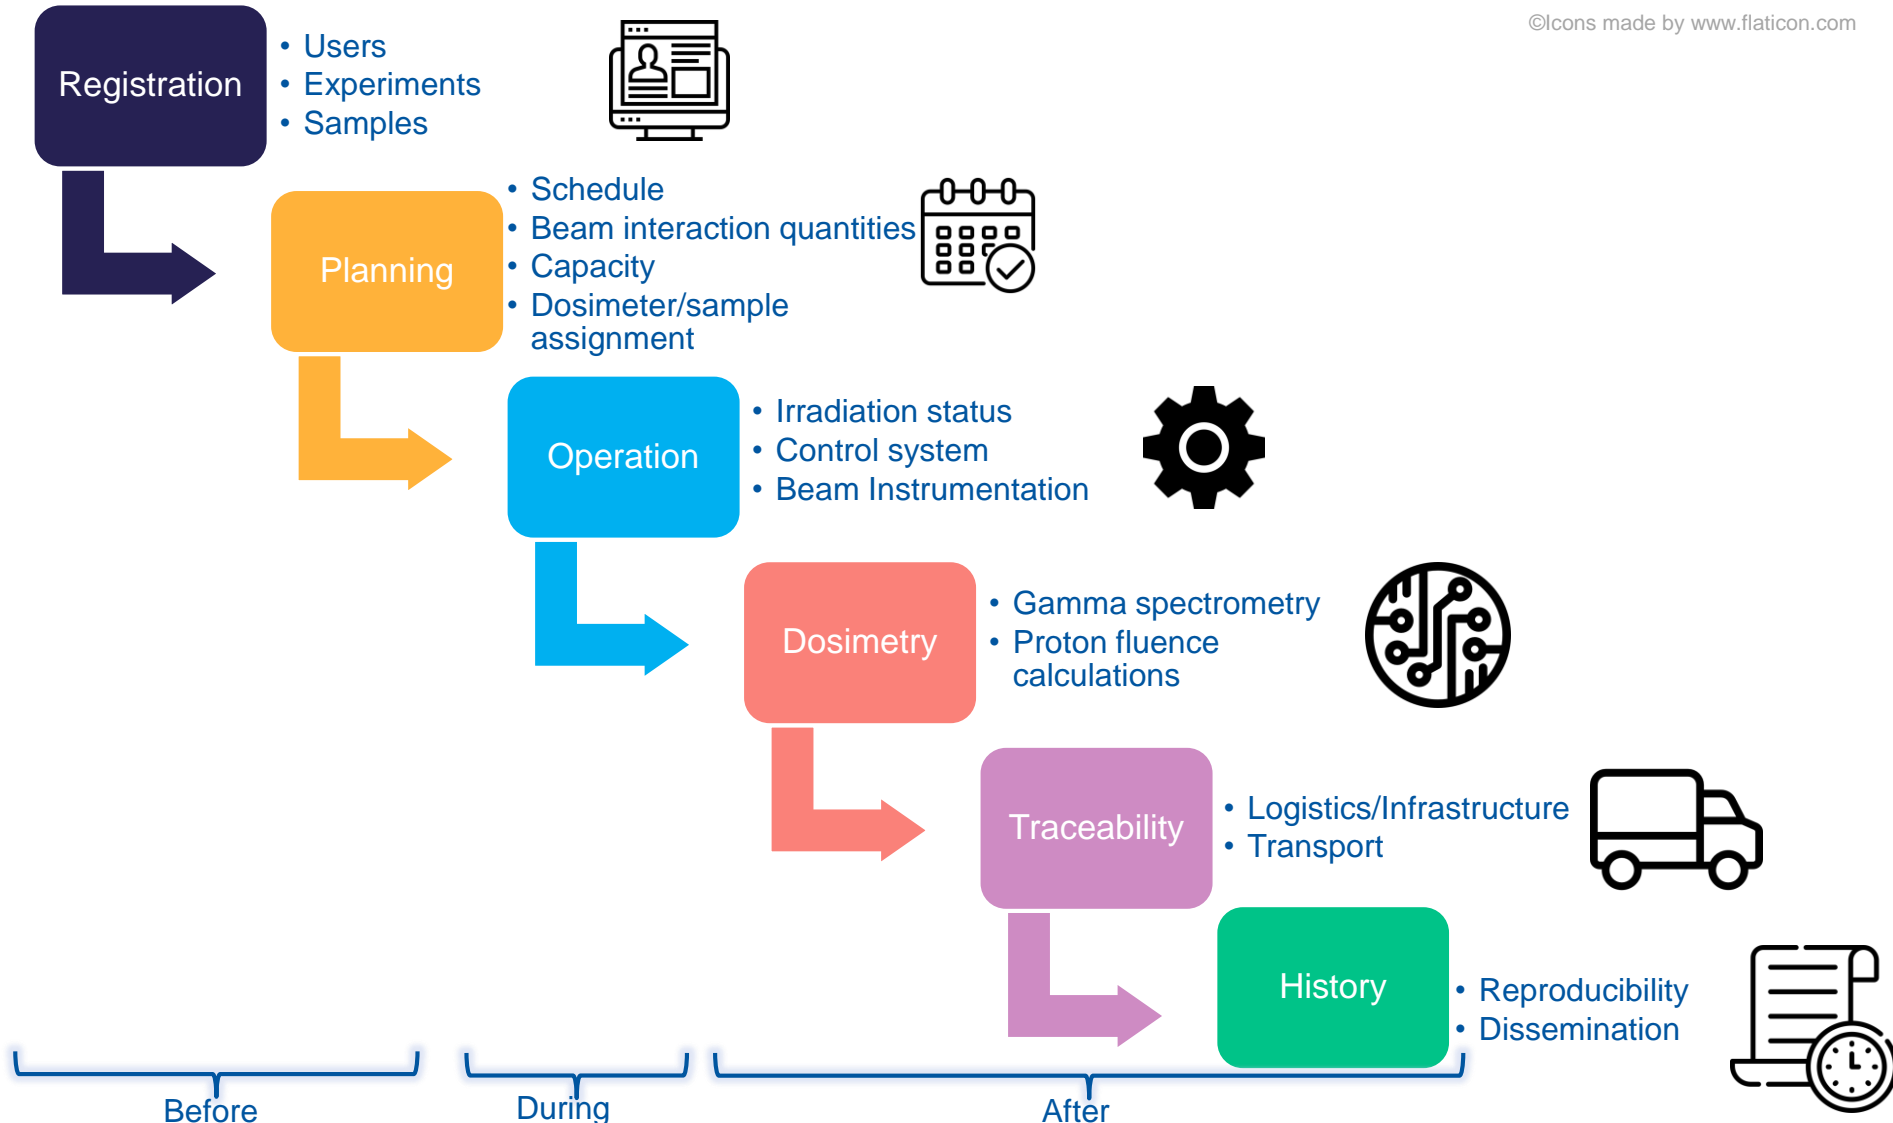 ©Icons made by www.flaticon.com
Registration
• Users
• Experiments
• Samples
Planning
• Schedule
• Beam interaction quantities
• Capacity
• Dosimeter/sample
assignment
Operation
• Irradiation status
• Control system
• Beam Instrumentation
Dosimetry
• Gamma spectrometry
• Proton fluence
calculations
Traceability
• Logistics/Infrastructure
• Transport
History
• Reproducibility
• Dissemination
Before
During
After